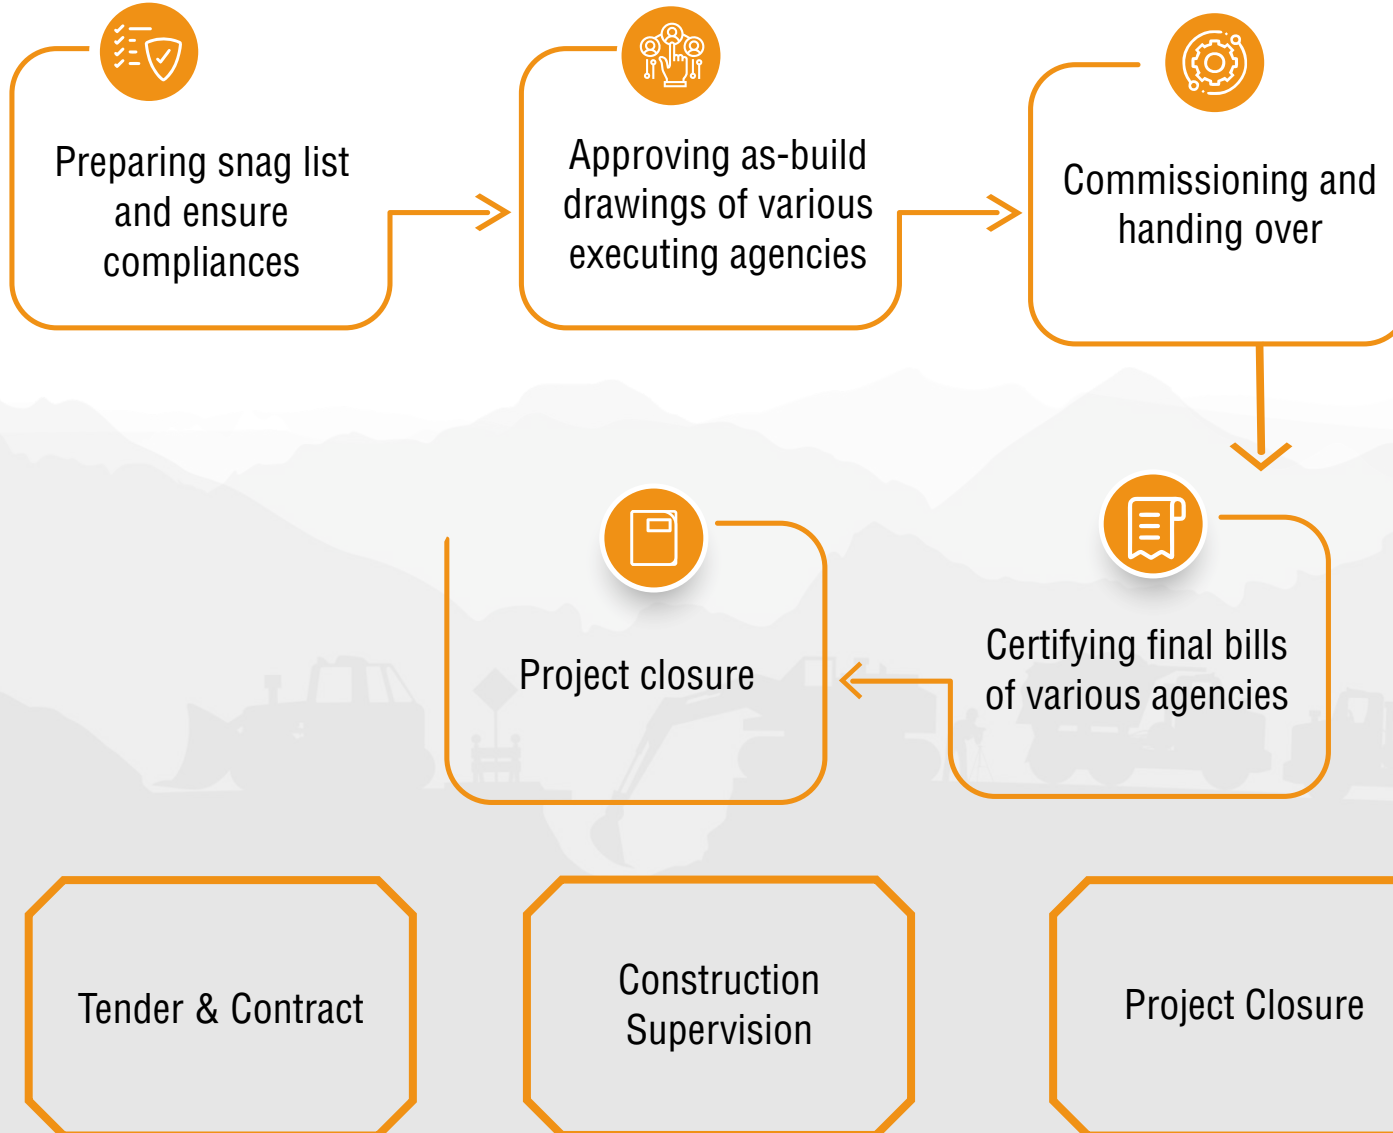 Preparing snag list
and ensure
compliances
Approving as-build
drawings of various
executing agencies
Commissioning and
handing over
Project closure
Certifying final bills
of various agencies
Tender & Contract
Construction
Supervision
Project Closure